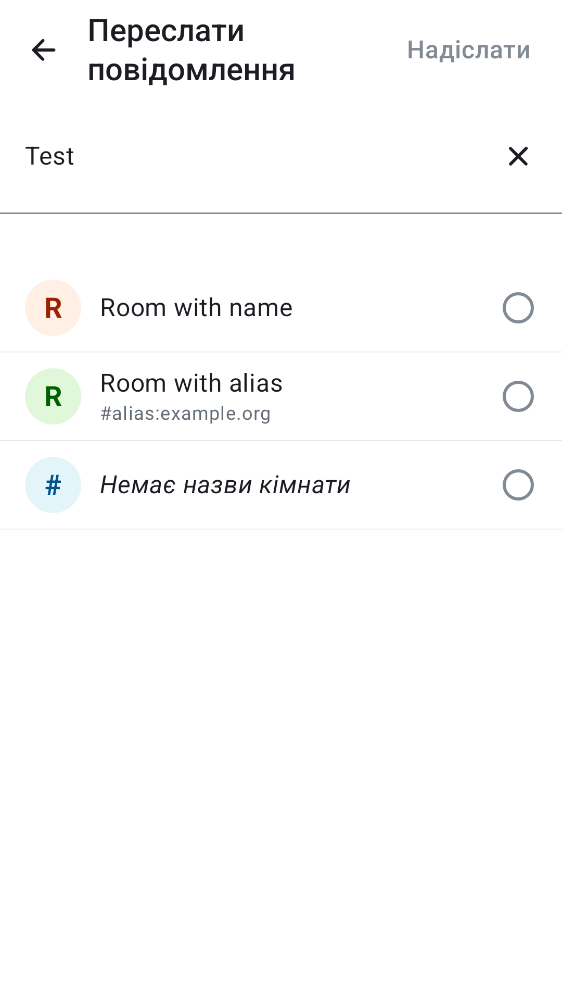 Переслати
повідомлення
Надіслати
Test
R
Room with name
R
Room with alias
#alias:example.org
#
Немає назви кімнати